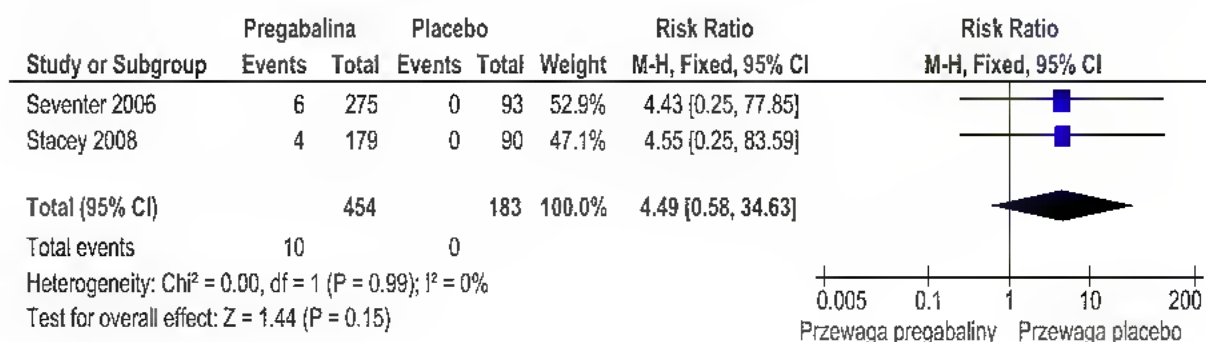 Pregabalina Placebo Risk Ratio Risk Ratio
Study or Subgroup Events Total Events Total Weight M-H, Fixed, 95% CI M-H, Fixed, 95% CI
Seventer 2006 6 275 0 93 52.9% 4.43 [0.25, 77.85]
Stacey 2008 4 179 0 90 47.1% 4.55 [0.25, 83.59]
Total (95% CI) 454 183 100.0% 4.49 [0.58, 34.63]
Total events 10 0
Heterogeneity: Chi² = 0.00, df = 1 (P = 0.99); I² = 0%
Test for overall effect: Z = 1.44 (P = 0.15)
0.005 0.1 1 10 200
Przewaga pregabaliny Przewaga placebo